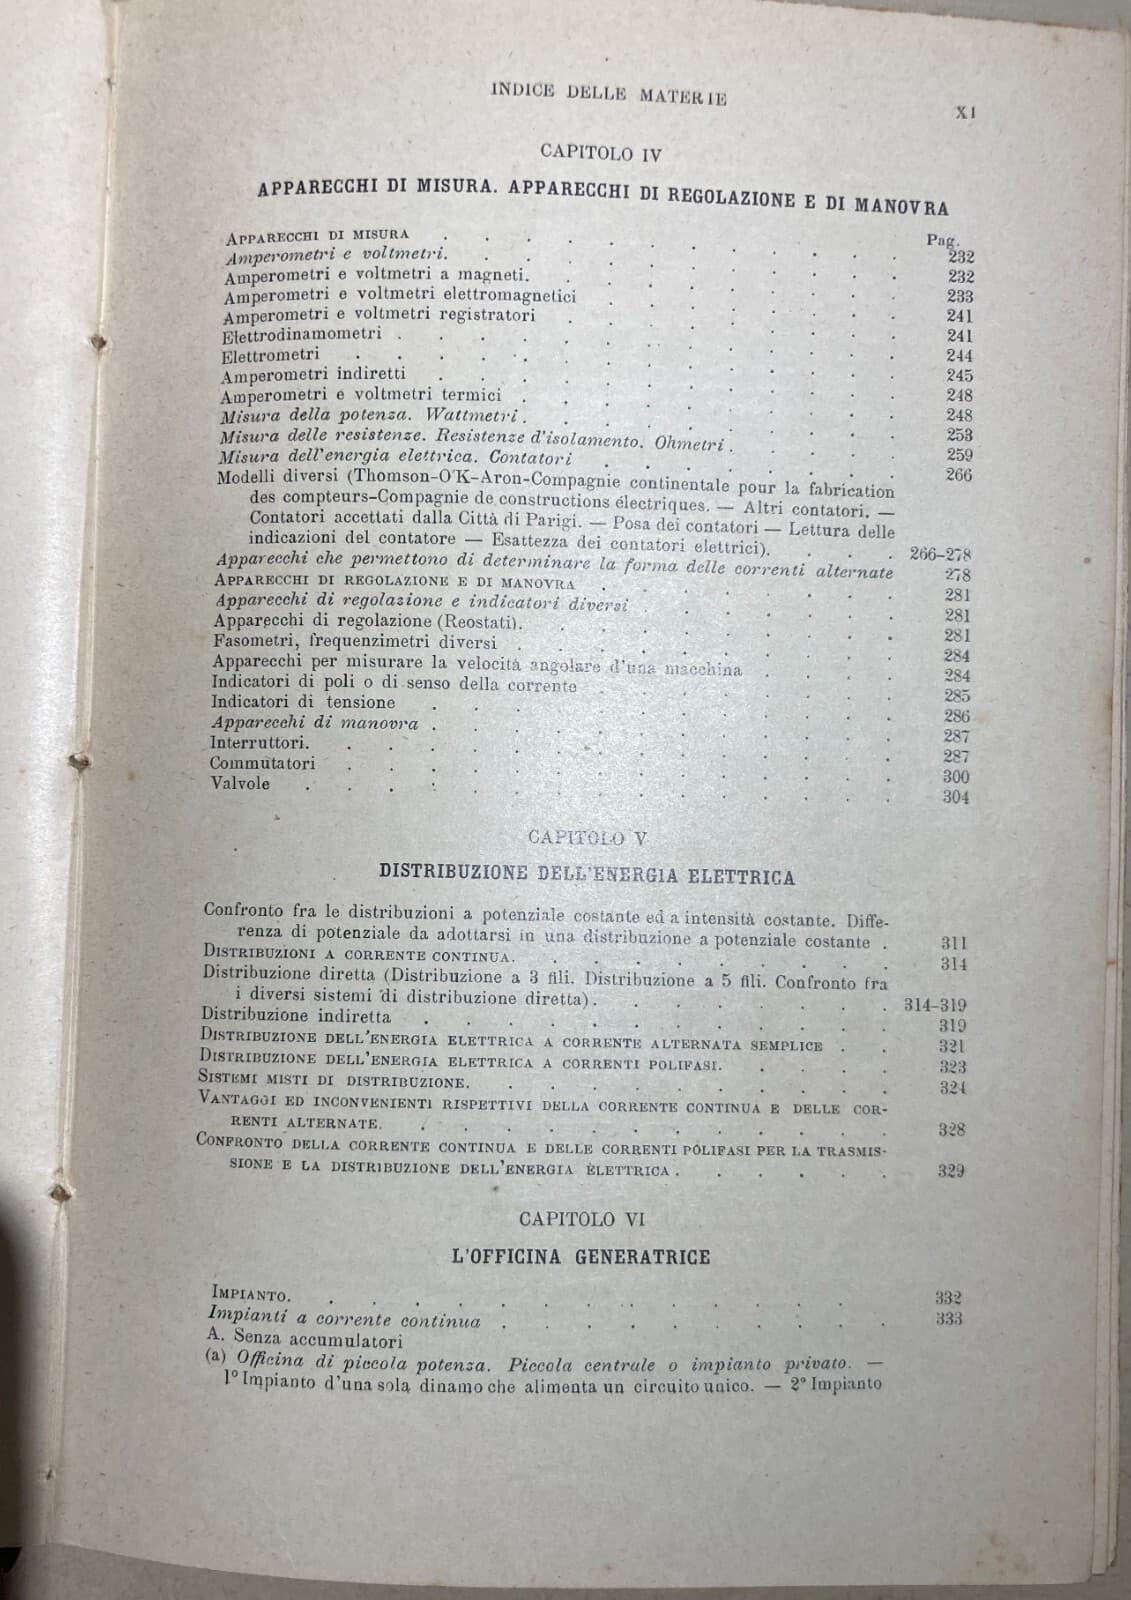 INDICE DELLE MATERIE
XI
CAPITOLO IV
APPARECCHI DI MISURA. APPARECCHI DI REGOLAZIONE E DI MANOVRA
Pag.
APPARECCHI DI MISURA . . . . . . . . . . . 232
Amperometri e voltmetri. . . . . . . . . . . 232
Amperometri e voltmetri a magneti. . . . . . . . . 233
Amperometri e voltmetri elettromagnetici . . . . . . . 241
Amperometri e voltmetri registratori . . . . . . . . 241
Elettrodinamometri . . . . . . . . . . . . 244
Elettrometri . . . . . . . . . . . . . 245
Amperometri indiretti . . . . . . . . . . . 248
Amperometri e voltmetri termici . . . . . . . . . 248
Misura della potenza. Wattmetri . . . . . . . . . 253
Misura delle resistenze. Resistenze d'isolamento. Ohmetri . . . . 259
Misura dell'energia elettrica. Contatori . . . . . . . 266
Modelli diversi (Thomson-O'K-Aron-Compagnie continentale pour la fabrication
des compteurs-Compagnie de constructions électriques. — Altri contatori. —
Contatori accettati dalla Città di Parigi. — Posa dei contatori — Lettura delle
indicazioni del contatore — Esattezza dei contatori elettrici). . . . 266-278
Apparecchi che permettono di determinare la forma delle correnti alternate 278
APPARECCHI DI REGOLAZIONE E DI MANOVRA . . . . . . . 281
Apparecchi di regolazione e indicatori diversi . . . . . . 281
Apparecchi di regolazione (Reostati). . . . . . . . . 281
Fasometri, frequenzimetri diversi . . . . . . . . . 284
Apparecchi per misurare la velocità angolare d'una macchina . . . 284
Indicatori di poli o di senso della corrente . . . . . . . 285
Indicatori di tensione . . . . . . . . . . . 286
Apparecchi di manovra . . . . . . . . . . . 287
Interruttori. . . . . . . . . . . . . . 287
Commutatori . . . . . . . . . . . . . 300
Valvole . . . . . . . . . . . . . . 304
CAPITOLO V
DISTRIBUZIONE DELL'ENERGIA ELETTRICA
Confronto fra le distribuzioni a potenziale costante ed a intensità costante. Diffe-
renza di potenziale da adottarsi in una distribuzione a potenziale costante . 311
DISTRIBUZIONI A CORRENTE CONTINUA. . . . . . . . . . 314
Distribuzione diretta (Distribuzione a 3 fili. Distribuzione a 5 fili. Confronto fra
i diversi sistemi di distribuzione diretta). . . . . . . . 314-319
Distribuzione indiretta . . . . . . . . . . . 319
DISTRIBUZIONE DELL'ENERGIA ELETTRICA A CORRENTE ALTERNATA SEMPLICE . . 321
DISTRIBUZIONE DELL'ENERGIA ELETTRICA A CORRENTI POLIFASI. . . . . 323
SISTEMI MISTI DI DISTRIBUZIONE. . . . . . . . . . . 324
VANTAGGI ED INCONVENIENTI RISPETTIVI DELLA CORRENTE CONTINUA E DELLE COR-
RENTI ALTERNATE. . . . . . . . . . . . . 328
CONFRONTO DELLA CORRENTE CONTINUA E DELLE CORRENTI POLIFASI PER LA TRASMIS-
SIONE E LA DISTRIBUZIONE DELL'ENERGIA ELETTRICA . . . . . . 329
CAPITOLO VI
L'OFFICINA GENERATRICE
IMPIANTO. . . . . . . . . . . . . . 332
Impianti a corrente continua . . . . . . . . . . 333
A. Senza accumulatori
(a) Officina di piccola potenza. Piccola centrale o impianto privato. —
1º Impianto d'una sola dinamo che alimenta un circuito unico. — 2º Impianto